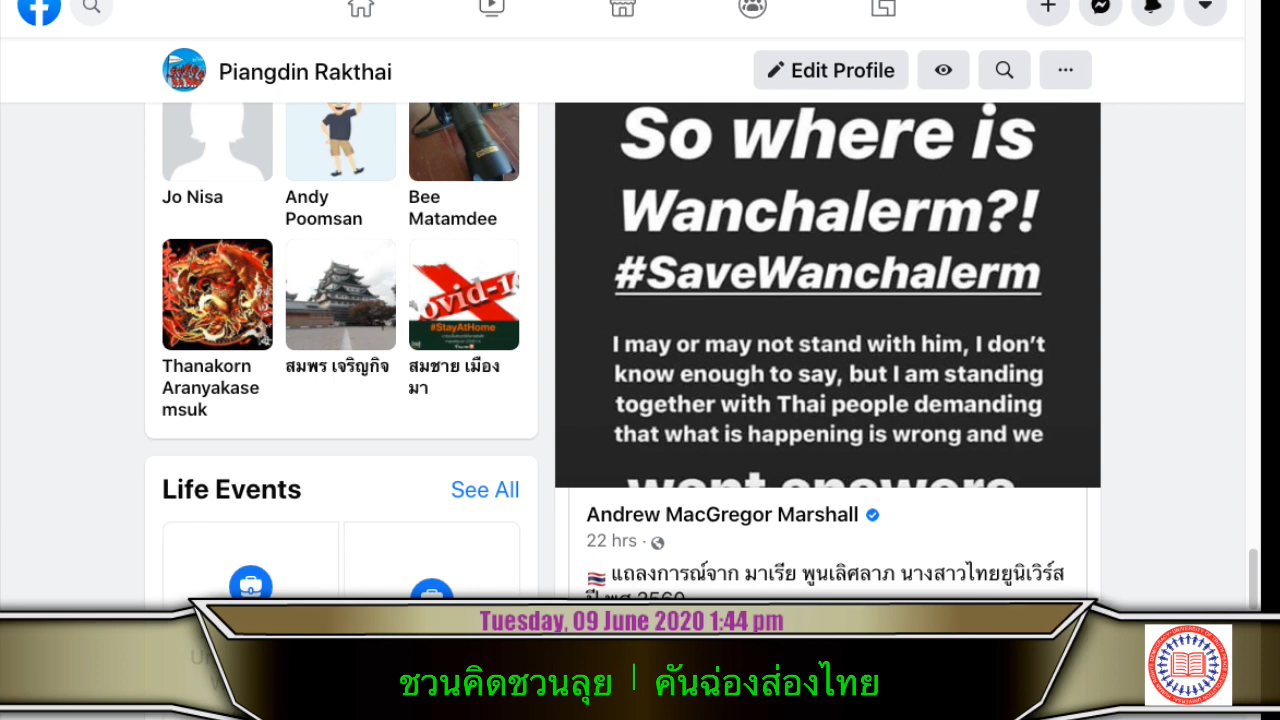 Piangdin Rakthai
Edit Profile
Jo Nisa
Andy
Poomsan
Bee
Matamdee
ovid-1
#StayAtHome
Thanakorn
Aranyakase
msuk
สมพร เจริญกิจ
สมชาย เมือง
มา
Life Events
See All
So where is
Wanchalerm?!
#SaveWanchalerm
I may or may not stand with him, I don't
know enough to say, but I am standing
together with Thai people demanding
that what is happening is wrong and we
want answers
Andrew MacGregor Marshall
22 hrs ·
แถลงการณ์จาก มาเรีย พูนเลิศลาภ นางสาวไทยยูนิเวิร์ส
ปี พศ 2560
Tuesday, 09 June 2020 1:44 pm
ชวนคิดชวนลุย | คันฉ่องส่องไทย